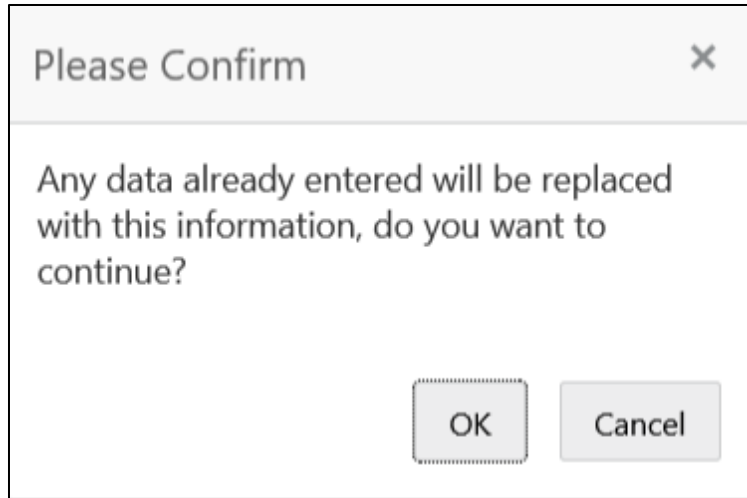 Please Confirm
Any data already entered will be replaced
with this information, do you want to
continue?
OK
Cancel